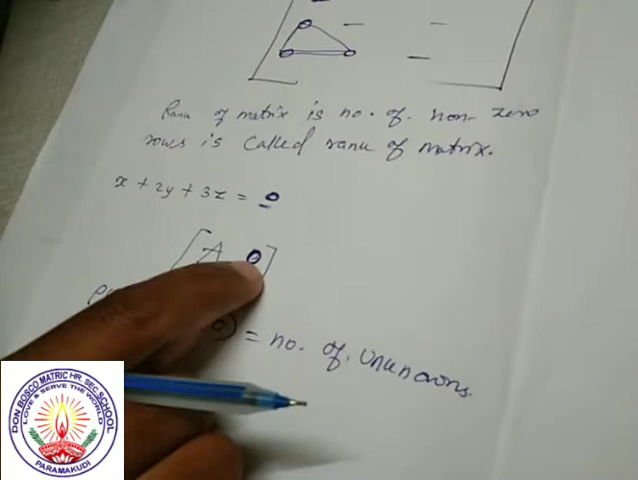 Rank of matrix is no. of. non-zero
rows is called rank of matrix.
x + 2y + 3z = 0
[A 0]
= no. of. unknowns.
DON BOSCO MATRIC HR. SEC. SCHOOL
LOVE & SERVE THE WORLD
PARAMAKUDI